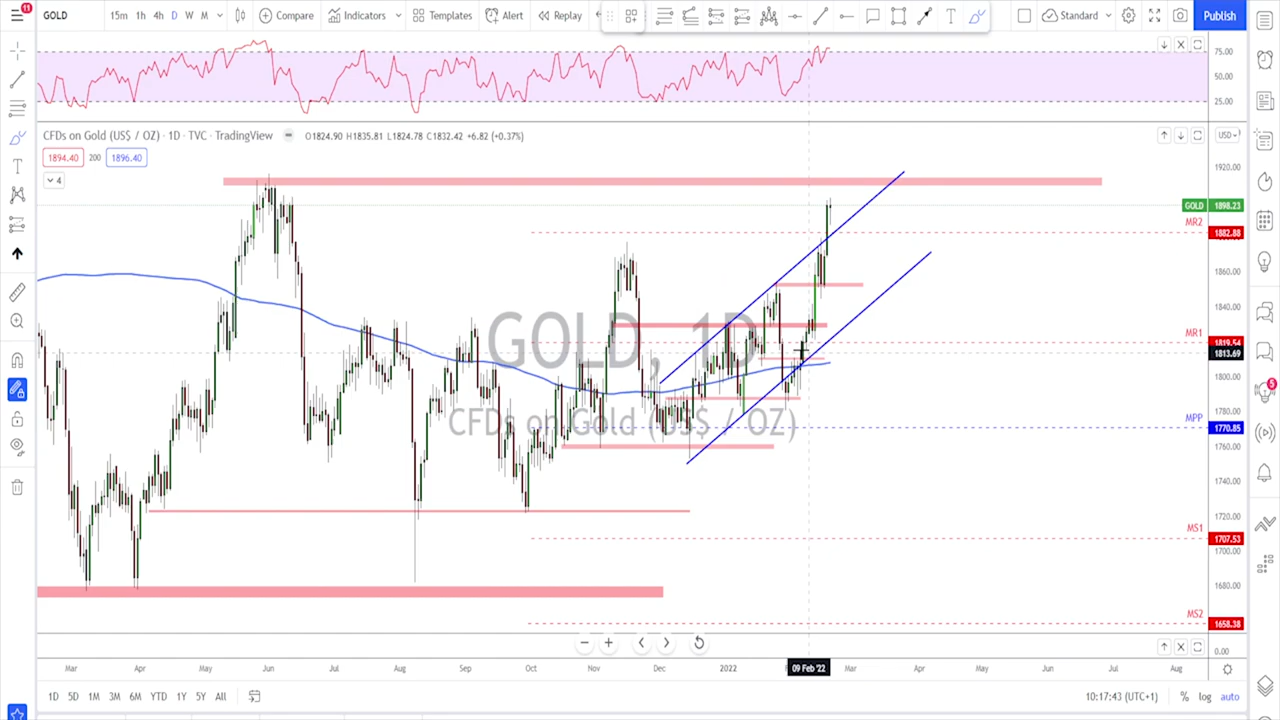 11
GOLD 15m 1h 4h D W M Compare Indicators Templates Alert Replay Standard Publish
75.00
50.00
25.00
CFDs on Gold (US$ / OZ) · 1D · TVC · TradingView O1824.90 H1835.81 L1824.78 C1832.42 +6.82 (+0.37%)
USD
1894.40 200 1896.40
4
1920.00
GOLD 1898.23
MR2 1882.88
1860.00
1840.00
MR1 1819.54
1813.69
GOLD, 1D
1800.00
5
1780.00
CFDs on Gold (US$ / OZ)
MPP 1770.85
1760.00
1740.00
1720.00
MS1 1707.53
1700.00
1680.00
MS2 1658.38
0.00
Mar Apr May Jun Jul Aug Sep Oct Nov Dec 2022 09 Feb '22 Mar Apr May Jun Jul Aug
1D 5D 1M 3M 6M YTD 1Y 5Y All 10:17:43 (UTC+1) % log auto